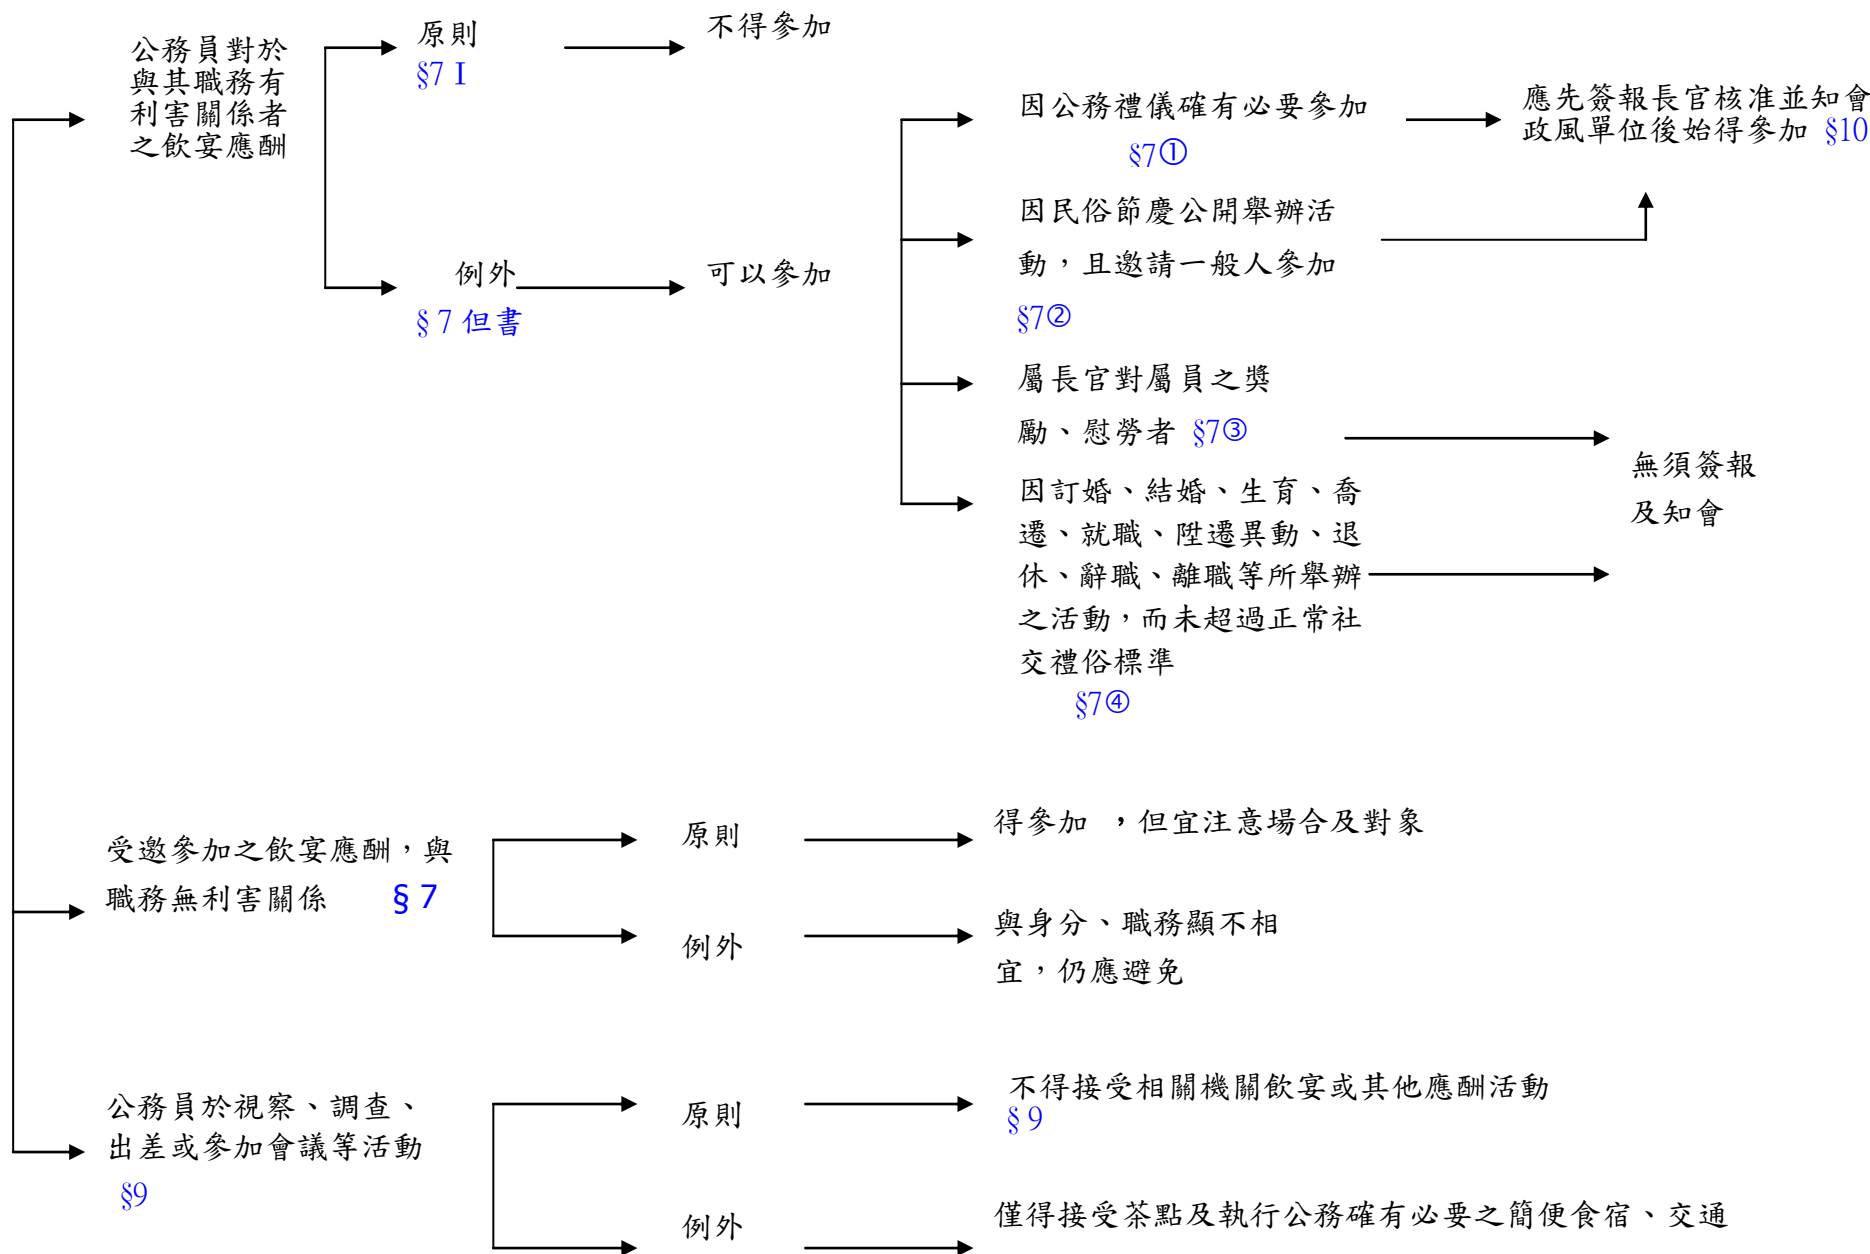 公務員對於
與其職務有
利害關係者
之飲宴應酬
原則
§7 I
不得參加
例外
§ 7 但書
可以參加
因公務禮儀確有必要參加
§7①
應先簽報長官核准並知會
政風單位後始得參加 §10
因民俗節慶公開舉辦活
動，且邀請一般人參加
§7②
屬長官對屬員之獎
勵、慰勞者 §7③
因訂婚、結婚、生育、喬
遷、就職、陞遷異動、退
休、辭職、離職等所舉辦
之活動，而未超過正常社
交禮俗標準
§7④
無須簽報
及知會
受邀參加之飲宴應酬，與
職務無利害關係 § 7
原則
得參加 ，但宜注意場合及對象
例外
與身分、職務顯不相
宜，仍應避免
公務員於視察、調查、
出差或參加會議等活動
§9
原則
不得接受相關機關飲宴或其他應酬活動
§ 9
例外
僅得接受茶點及執行公務確有必要之簡便食宿、交通